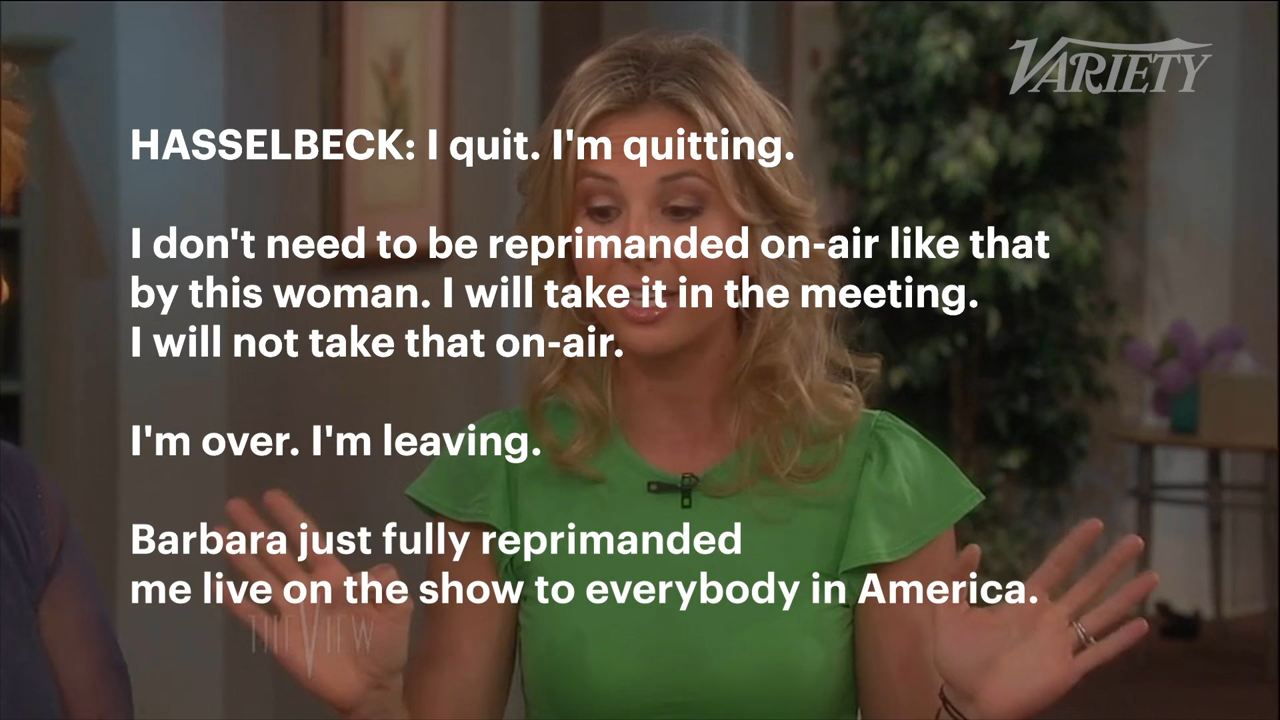 VARIETY
HASSELBECK: I quit. I'm quitting.
I don't need to be reprimanded on-air like that
by this woman. I will take it in the meeting.
I will not take that on-air.
I'm over. I'm leaving.
Barbara just fully reprimanded
me live on the show to everybody in America.
THE VIEW